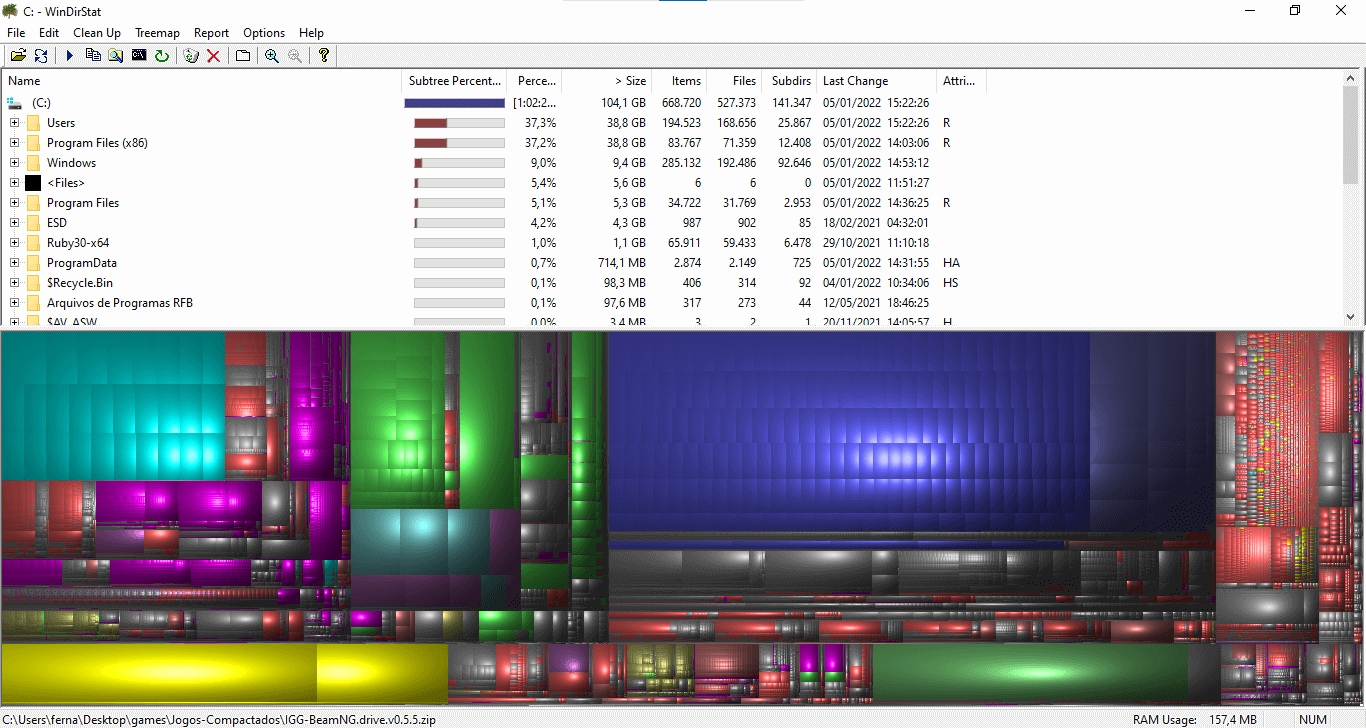 C: - WinDirStat
File Edit Clean Up Treemap Report Options Help
Name Subtree Percent... Perce... > Size Items Files Subdirs Last Change Attri...
(C:) [1:02:2... 104,1 GB 668.720 527.373 141.347 05/01/2022 15:22:26
Users 37,3% 38,8 GB 194.523 168.656 25.867 05/01/2022 15:22:26 R
Program Files (x86) 37,2% 38,8 GB 83.767 71.359 12.408 05/01/2022 14:03:06 R
Windows 9,0% 9,4 GB 285.132 192.486 92.646 05/01/2022 14:53:12
<Files> 5,4% 5,6 GB 6 6 0 05/01/2022 11:51:27
Program Files 5,1% 5,3 GB 34.722 31.769 2.953 05/01/2022 14:36:25 R
ESD 4,2% 4,3 GB 987 902 85 18/02/2021 04:32:01
Ruby30-x64 1,0% 1,1 GB 65.911 59.433 6.478 29/10/2021 11:10:18
ProgramData 0,7% 714,1 MB 2.874 2.149 725 05/01/2022 14:31:55 HA
$Recycle.Bin 0,1% 98,3 MB 406 314 92 04/01/2022 10:34:06 HS
Arquivos de Programas RFB 0,1% 97,6 MB 317 273 44 12/05/2021 18:46:25
$AV_ASW 0,0% 3,4 MB 3 2 1 20/11/2021 14:05:57 H
C:\Users\ferna\Desktop\games\Jogos-Compactados\IGG-BeamNG.drive.v0.5.5.zip RAM Usage: 157,4 MB NUM